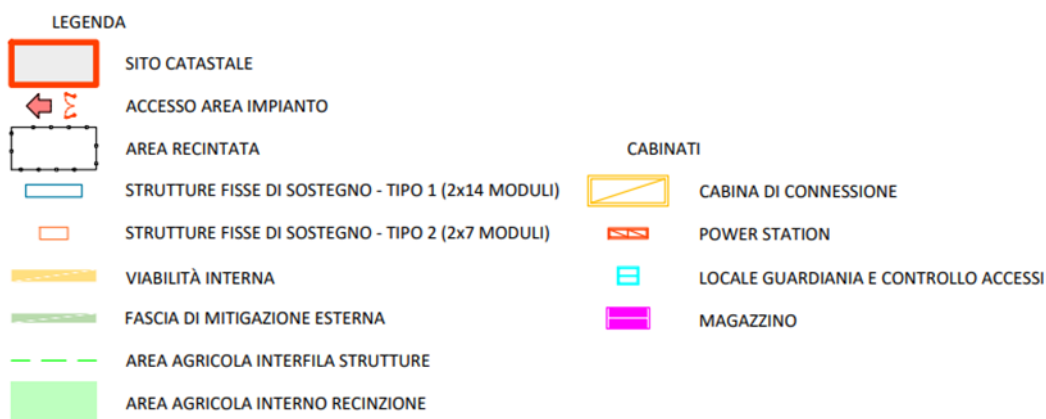 LEGENDA
SITO CATASTALE
ACCESSO AREA IMPIANTO
AREA RECINTATA
STRUTTURE FISSE DI SOSTEGNO - TIPO 1 (2x14 MODULI)
STRUTTURE FISSE DI SOSTEGNO - TIPO 2 (2x7 MODULI)
VIABILITÀ INTERNA
FASCIA DI MITIGAZIONE ESTERNA
AREA AGRICOLA INTERFILA STRUTTURE
AREA AGRICOLA INTERNO RECINZIONE
CABINATI
CABINA DI CONNESSIONE
POWER STATION
LOCALE GUARDIANIA E CONTROLLO ACCESSI
MAGAZZINO